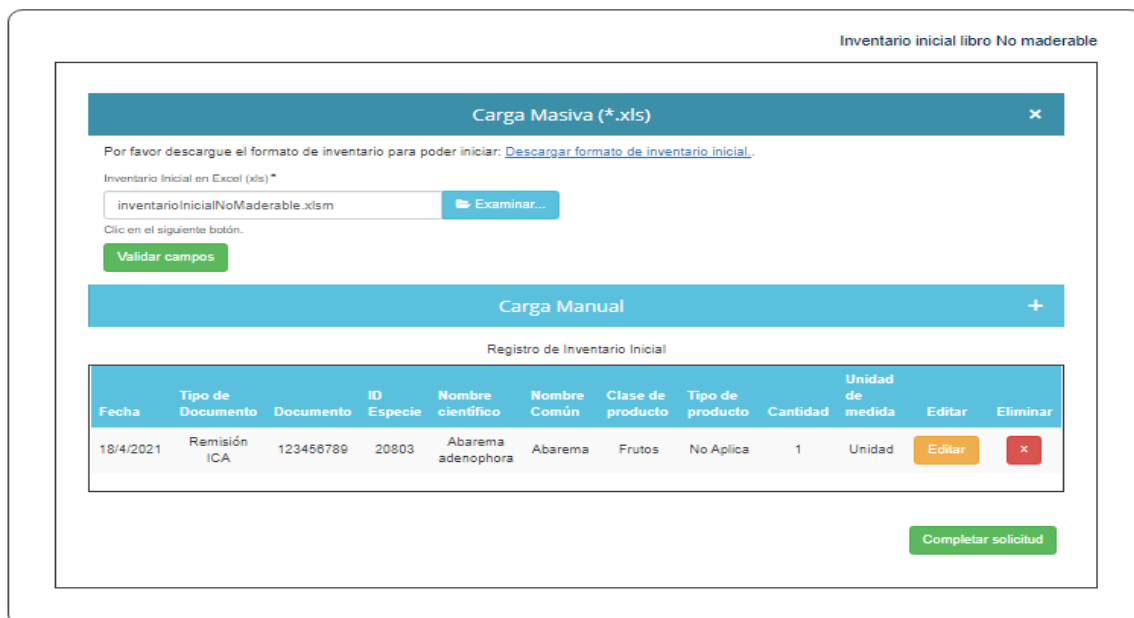 Inventario inicial libro No maderable
Carga Masiva (*.xls) ×
Por favor descargue el formato de inventario para poder iniciar: Descargar formato de inventario inicial..
Inventario Inicial en Excel (xls) *
inventarioInicialNoMaderable.xlsm Examinar...
Clic en el siguiente botón.
Validar campos
Carga Manual +
Registro de Inventario Inicial
Fecha Tipo de Documento Documento ID Especie Nombre científico Nombre Común Clase de producto Tipo de producto Cantidad Unidad de medida Editar Eliminar
18/4/2021 Remisión ICA 123456789 20803 Abarema adenophora Abarema Frutos No Aplica 1 Unidad Editar ×
Completar solicitud